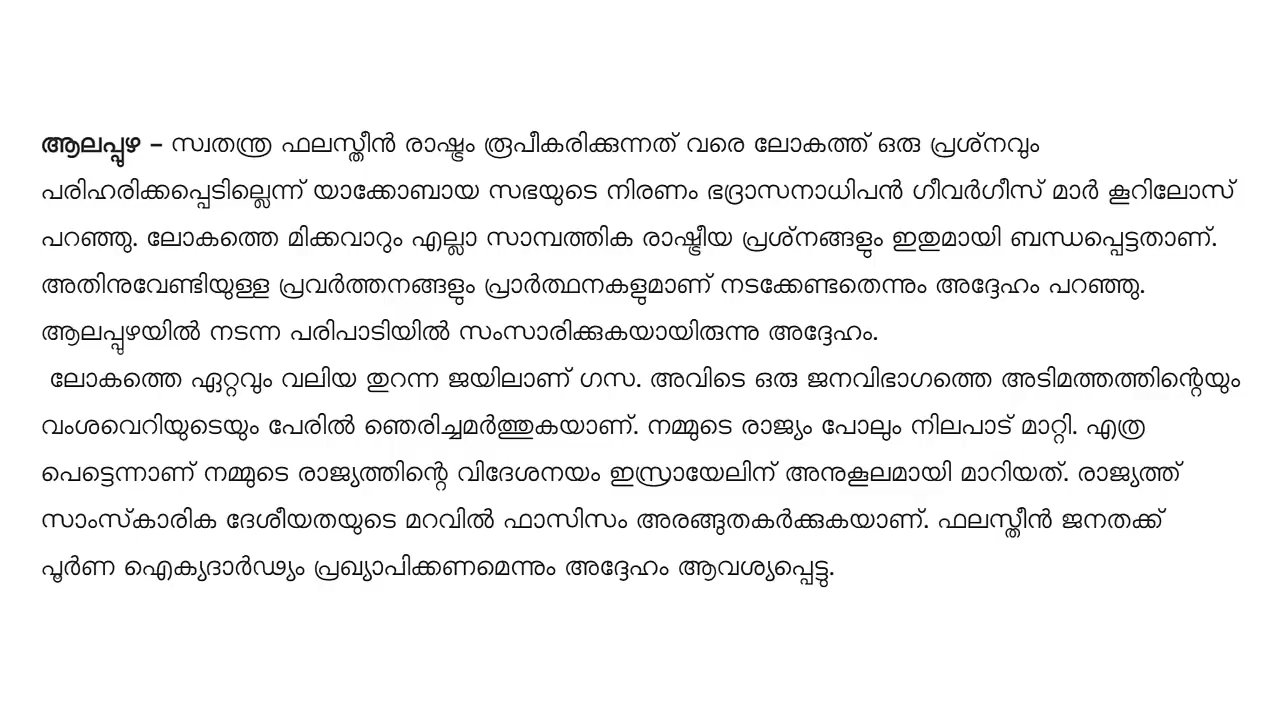 ആലപ്പുഴ – സ്വതന്ത്ര ഫലസ്തീൻ രാഷ്ട്രം രൂപീകരിക്കുന്നത് വരെ ലോകത്ത് ഒരു പ്രശ്‌നവും
പരിഹരിക്കപ്പെടില്ലെന്ന് യാക്കോബായ സഭയുടെ നിരണം ഭദ്രാസനാധിപൻ ഗീവർഗീസ് മാർ കൂറിലോസ്
പറഞ്ഞു. ലോകത്തെ മിക്കവാറും എല്ലാ സാമ്പത്തിക രാഷ്ട്രീയ പ്രശ്‌നങ്ങളും ഇതുമായി ബന്ധപ്പെട്ടതാണ്.
അതിനുവേണ്ടിയുള്ള പ്രവർത്തനങ്ങളും പ്രാർത്ഥനകളുമാണ് നടക്കേണ്ടതെന്നും അദ്ദേഹം പറഞ്ഞു.
ആലപ്പുഴയിൽ നടന്ന പരിപാടിയിൽ സംസാരിക്കുകയായിരുന്നു അദ്ദേഹം.
ലോകത്തെ ഏറ്റവും വലിയ തുറന്ന ജയിലാണ് ഗസ. അവിടെ ഒരു ജനവിഭാഗത്തെ അടിമത്തത്തിന്റെയും
വംശവെറിയുടെയും പേരിൽ ഞെരിച്ചമർത്തുകയാണ്. നമ്മുടെ രാജ്യം പോലും നിലപാട് മാറ്റി. എത്ര
പെട്ടെന്നാണ് നമ്മുടെ രാജ്യത്തിന്റെ വിദേശനയം ഇസ്രായേലിന് അനുകൂലമായി മാറിയത്. രാജ്യത്ത്
സാംസ്‌കാരിക ദേശീയതയുടെ മറവിൽ ഫാസിസം അരങ്ങുതകർക്കുകയാണ്. ഫലസ്തീൻ ജനതക്ക്
പൂർണ ഐക്യദാർഢ്യം പ്രഖ്യാപിക്കണമെന്നും അദ്ദേഹം ആവശ്യപ്പെട്ടു.